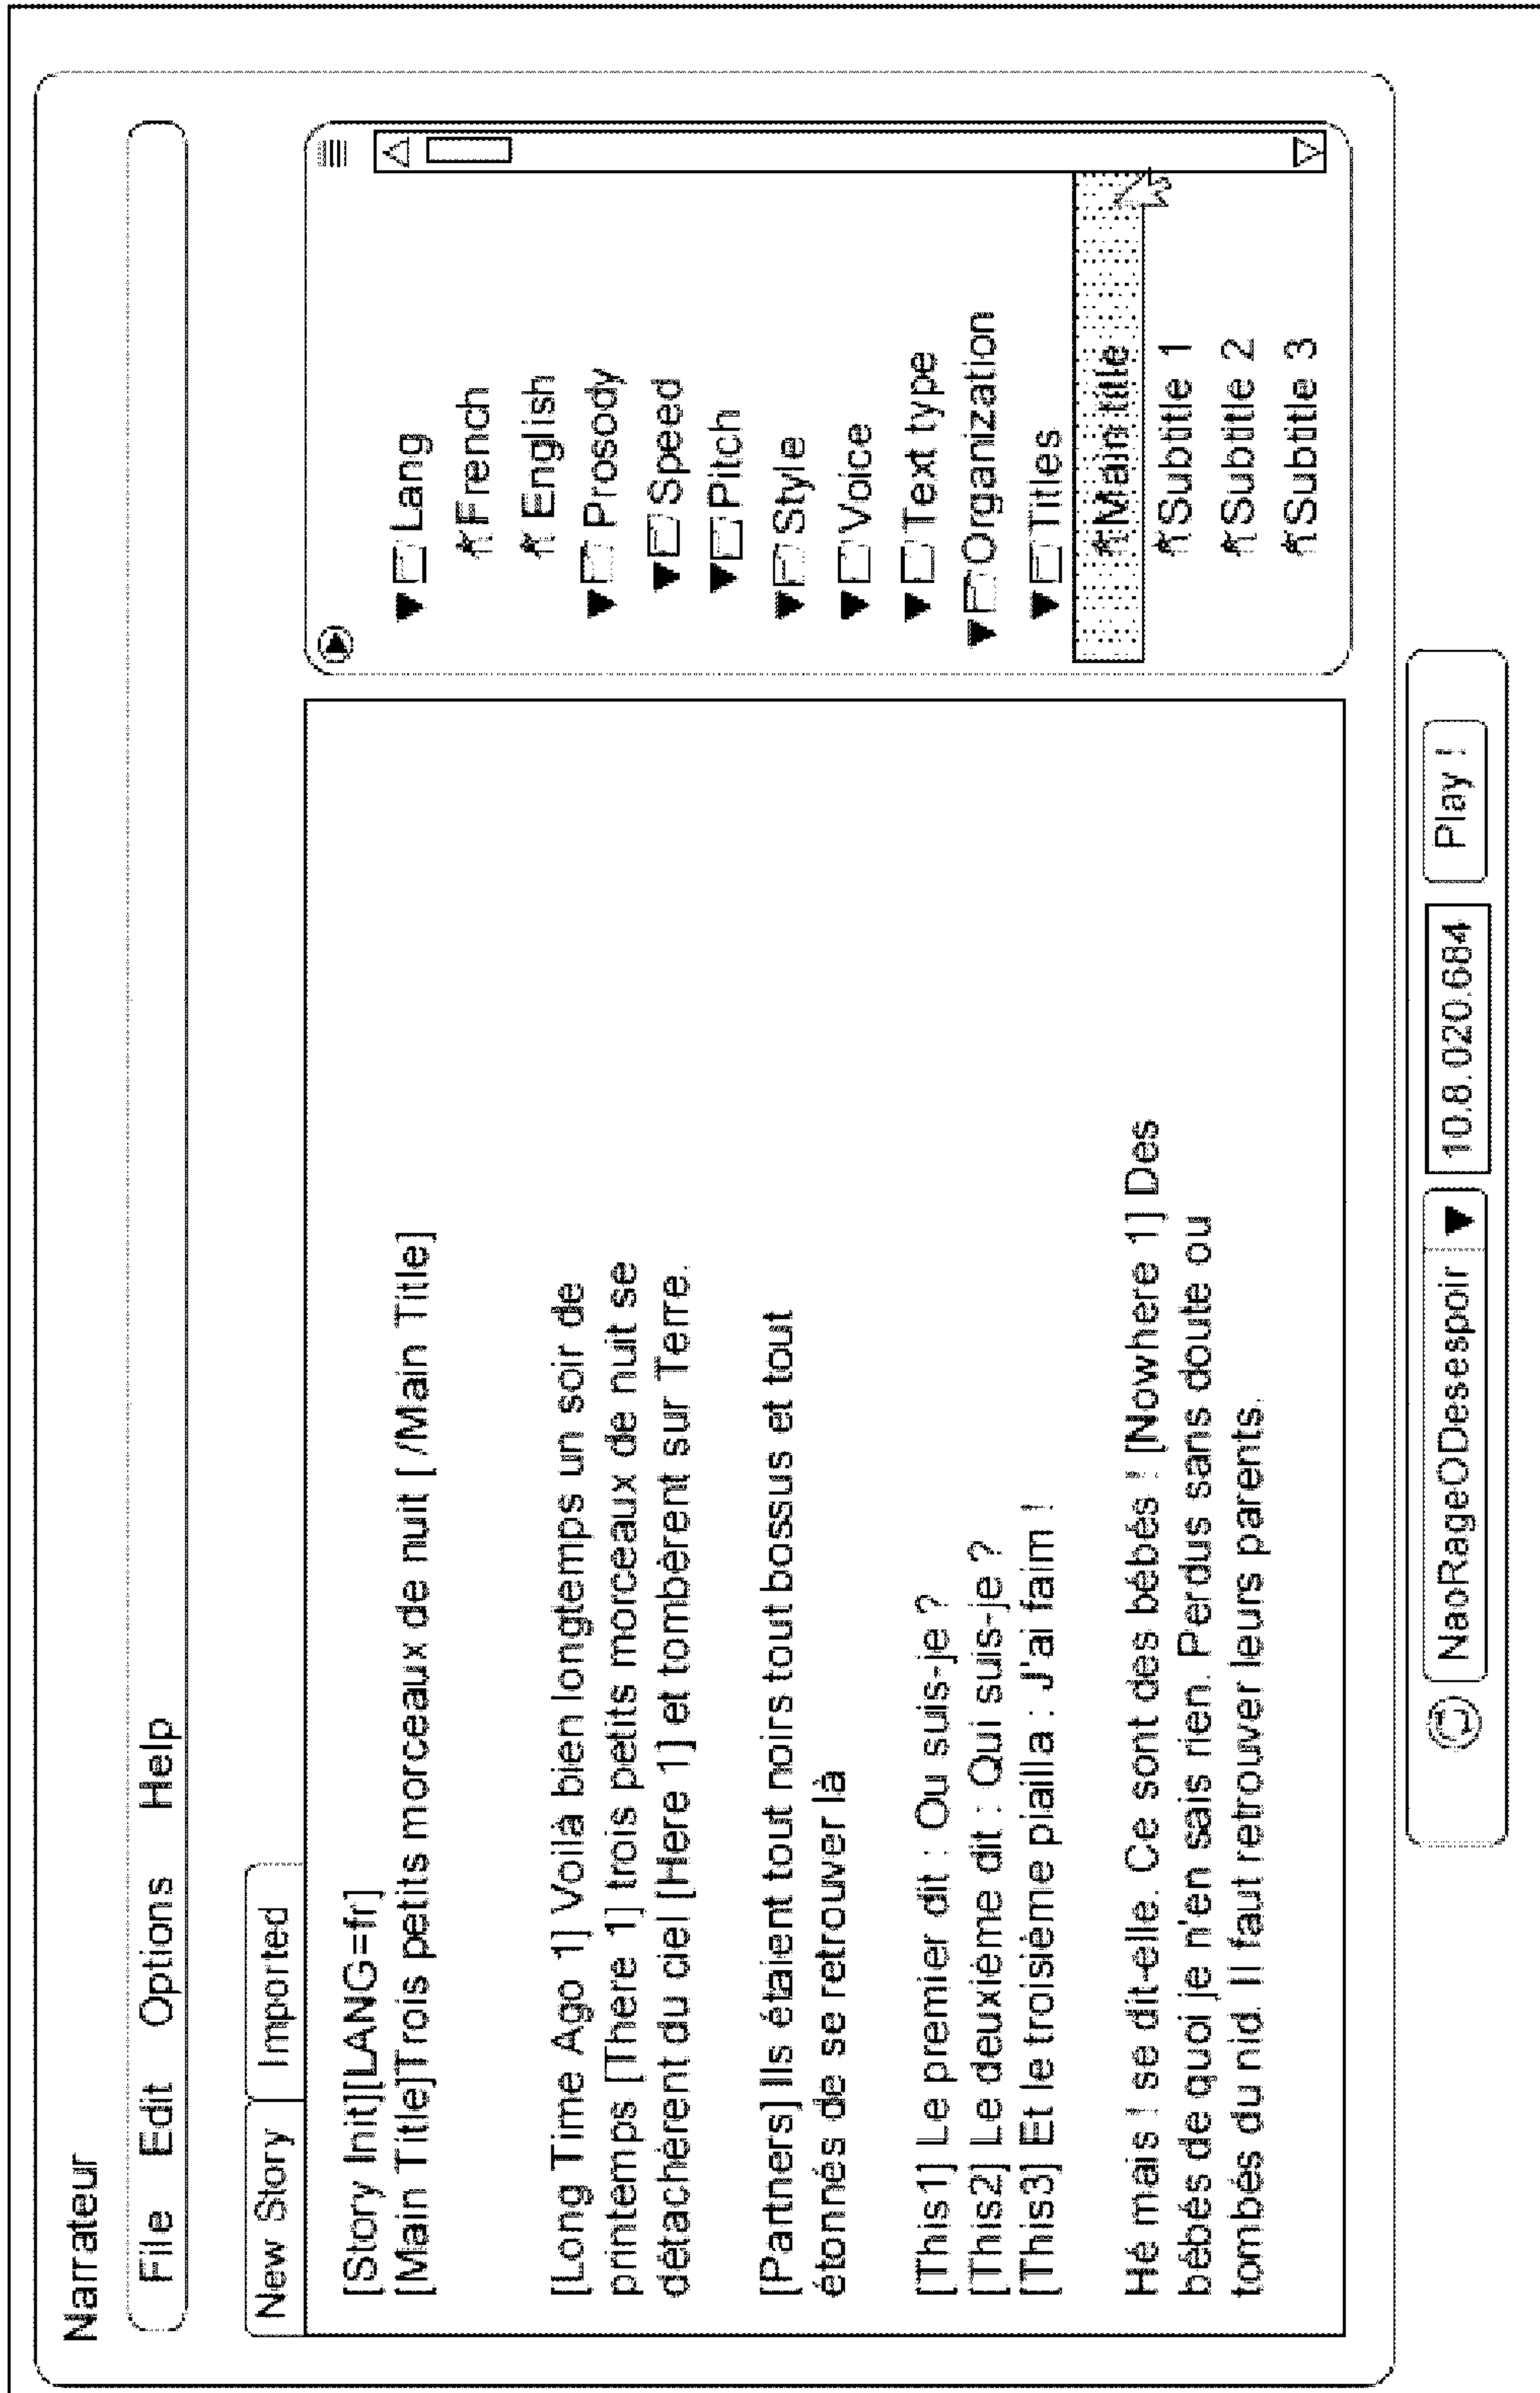 Narrateur
File Edit Options Help
New Story Imported
[Story Init][LANG=fr]
[Main Title]Trois petits morceaux de nuit [ /Main Title]
[Long Time Ago 1] Voilà bien longtemps un soir de
printemps [There 1] trois petits morceaux de nuit se
détachèrent du ciel [Here 1] et tombèrent sur Terre.
[Partners] Ils étaient tout noirs tout bossus et tout
étonnés de se retrouver là
[This1] Le premier dit : Ou suis-je ?
[This2] Le deuxième dit : Qui suis-je ?
[This3] Et le troisième piailla : J'ai faim !
Hé mais ! se dit-elle. Ce sont des bébés ! [Nowhere 1] Des
bébés de quoi je n'en sais rien. Perdus sans doute ou
tombés du nid. Il faut retrouver leurs parents.
Lang
French
English
Prosody
Speed
Pitch
Style
Voice
Text type
Organization
Titles
Main title
Subtitle 1
Subtitle 2
Subtitle 3
NaoRageODesespoir 10.8.020.684 Play !